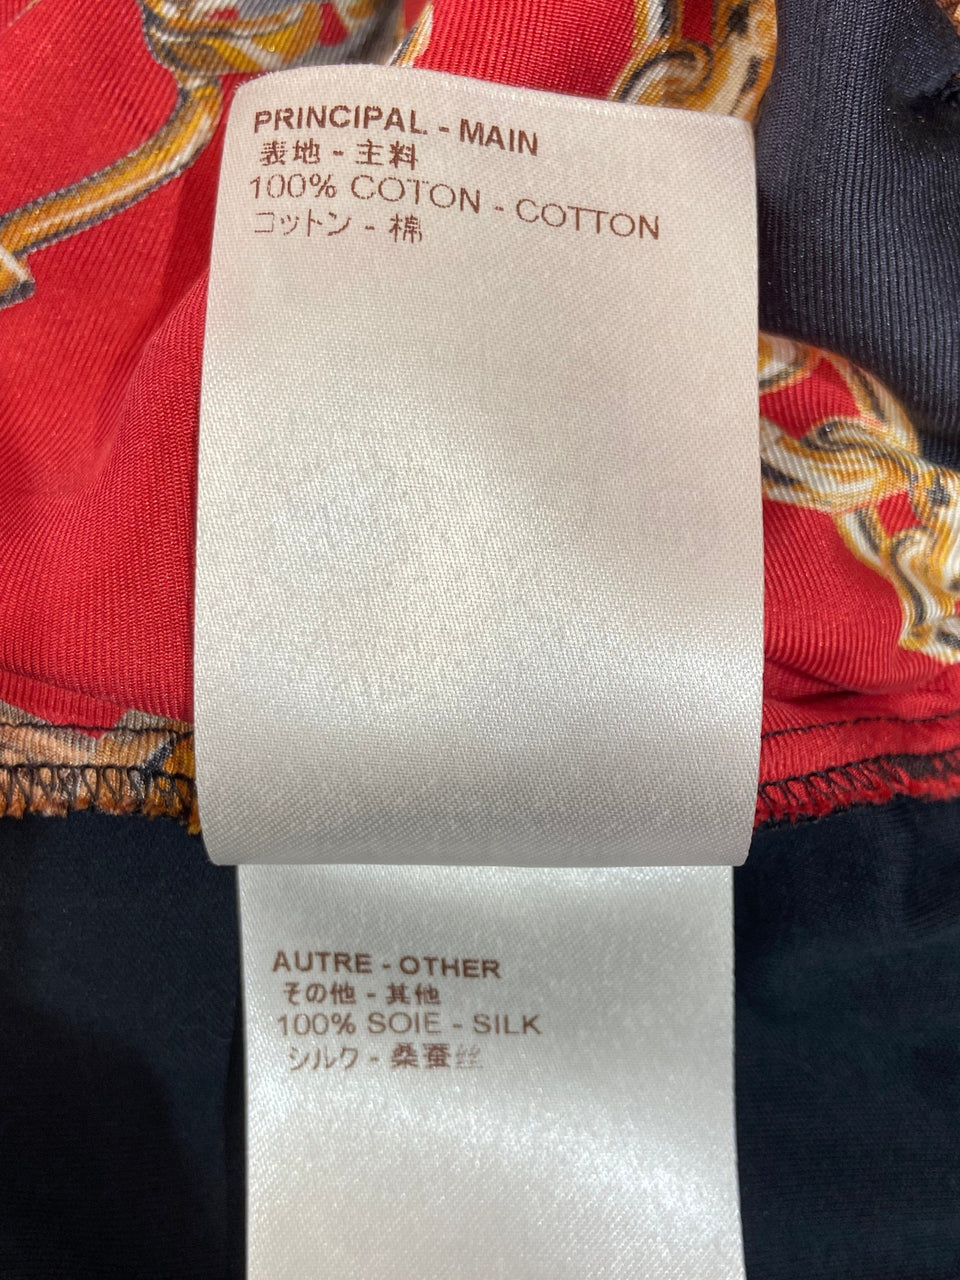 PRINCIPAL - MAIN
表地 - 主料
100% COTON - COTTON
コットン - 棉
AUTRE - OTHER
その他 - 其他
100% SOIE - SILK
シルク - 桑蚕丝